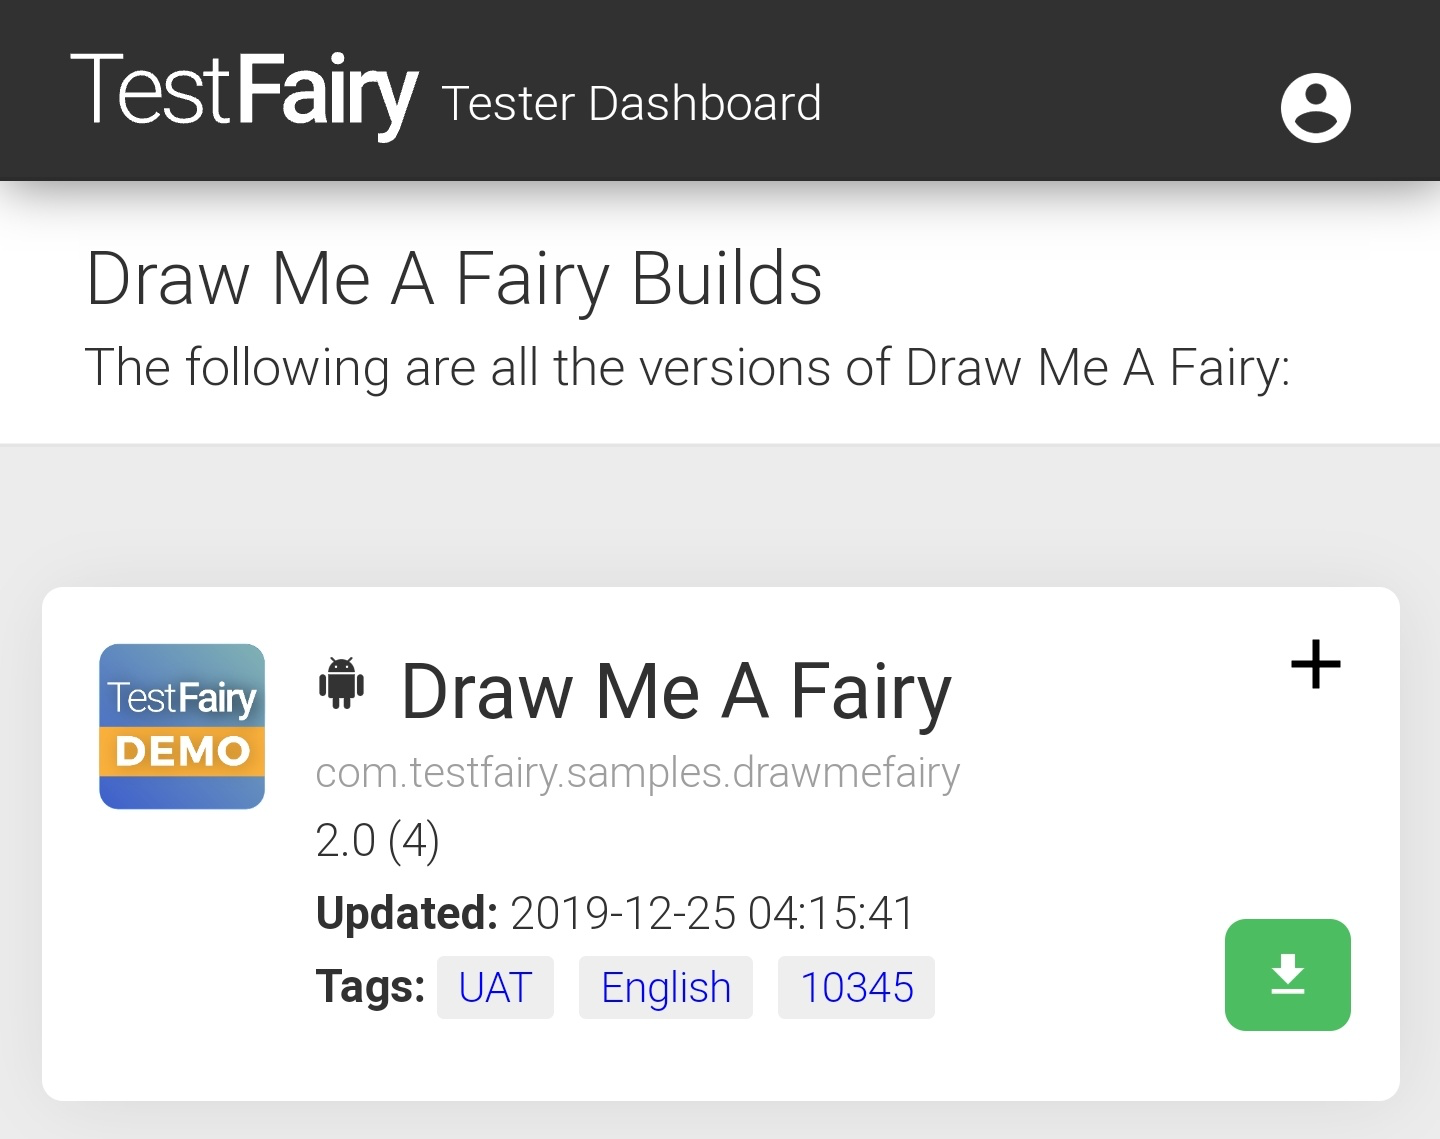 TestFairy Tester Dashboard
Draw Me A Fairy Builds
The following are all the versions of Draw Me A Fairy:
TestFairy
DEMO
Draw Me A Fairy
com.testfairy.samples.drawmefairy
2.0 (4)
Updated: 2019-12-25 04:15:41
Tags: UAT English 10345